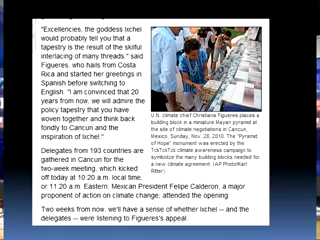 "Excellencies, the goddess Ixchel
would probably tell you that a
tapestry is the result of the skilful
interlacing of many threads," said
Figueres, who hails from Costa
Rica and started her greetings in
Spanish before switching to
English. "I am convinced that 20
years from now, we will admire the
policy tapestry that you have
woven together and think back
fondly to Cancun and the
inspiration of Ixchel."
U.N. climate chief Christiana Figueres places a
building block in a miniature Mayan pyramid at
the site of climate negotiations in Cancun,
Mexico, Sunday, Nov. 28, 2010. The "Pyramid
of Hope" monument was erected by the
TckTckTck climate awareness campaign to
symbolize the many building blocks needed for
a new climate agreement. (AP Photo/Karl
Ritter)
Delegates from 193 countries are
gathered in Cancun for the
two-week meeting, which kicked
off today at 10:20 a.m. local time,
or 11:20 a.m. Eastern. Mexican President Felipe Calderon, a major
proponent of action on climate change, attended the opening.
Two weeks from now, we'll have a sense of whether Ixchel -- and the
delegates -- were listening to Figueres's appeal.